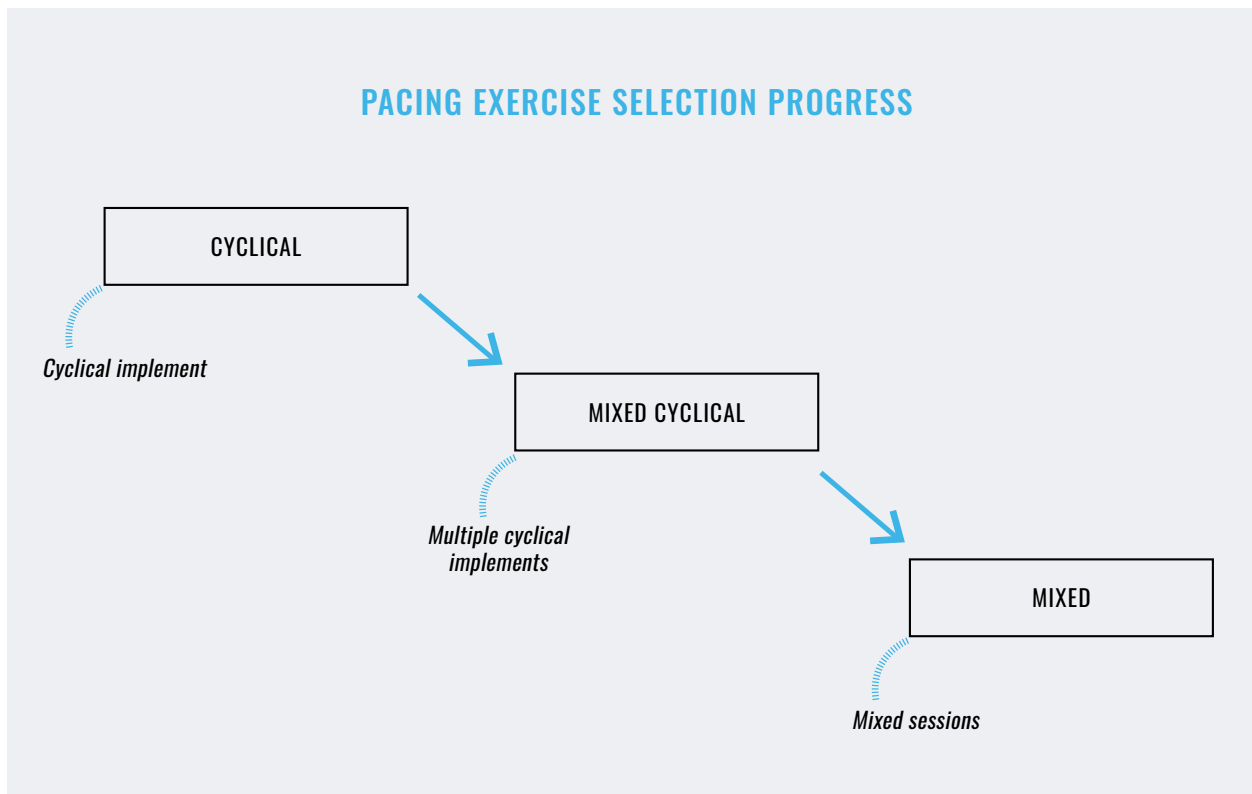 PACING EXERCISE SELECTION PROGRESS
CYCLICAL
Cyclical implement
MIXED CYCLICAL
Multiple cyclical
implements
MIXED
Mixed sessions